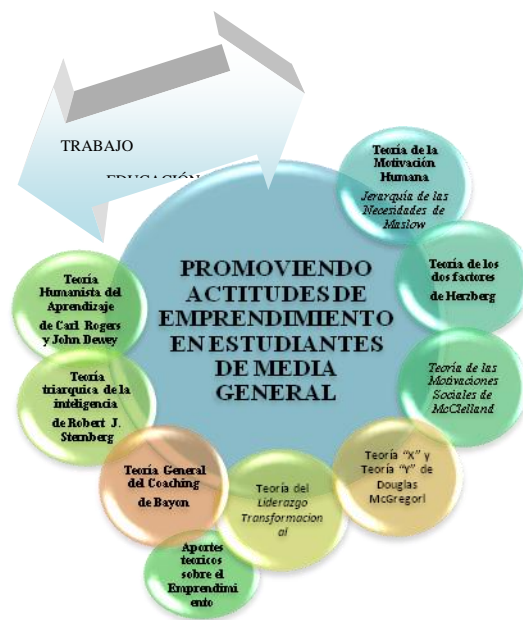 TRABAJO
EDUCACIÓN
Teoría de la
Motivación
Humana
Jerarquía de las
Necesidades de
Maslow
Teoría de los
dos factores
de Herzberg
Teoría de las
Motivaciones
Sociales de
McClelland
Teoría "X" y
Teoría "Y" de
Douglas
McGregorl
Teoría del
Liderazgo
Transformacion
al
Aportes
teoricos
sobre el
Emprendimi
ento
Teoría General
del Coaching
de Bayon
Teoría
triarquica de la
inteligencia
de Robert J.
Sternberg
Teoría
Humanista del
Aprendizaje
de Carl Rogers
y John Dewey
PROMOVIENDO
ACTITUDES DE
EMPRENDIMIENTO
EN ESTUDIANTES
DE MEDIA
GENERAL